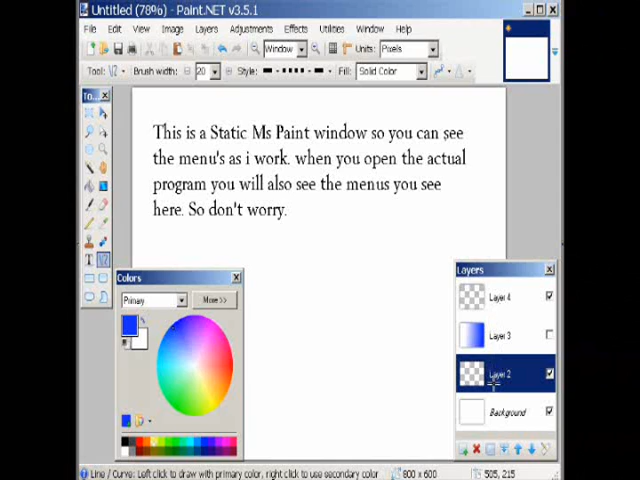 Untitled (78%) - Paint.NET v3.5.1
File Edit View Image Layers Adjustments Effects Utilities Window Help
Window Units: Pixels
Tool: Brush width: 20 Style: Fill: Solid Color
To...
This is a Static Ms Paint window so you can see
the menu's as i work. when you open the actual
program you will also see the menus you see
here. So don't worry.
Colors
Primary More >>
Layers
Layer 4
Layer 3
Layer 2
Background
Line / Curve: Left click to draw with primary color, right click to use secondary color 800 x 600 505, 215